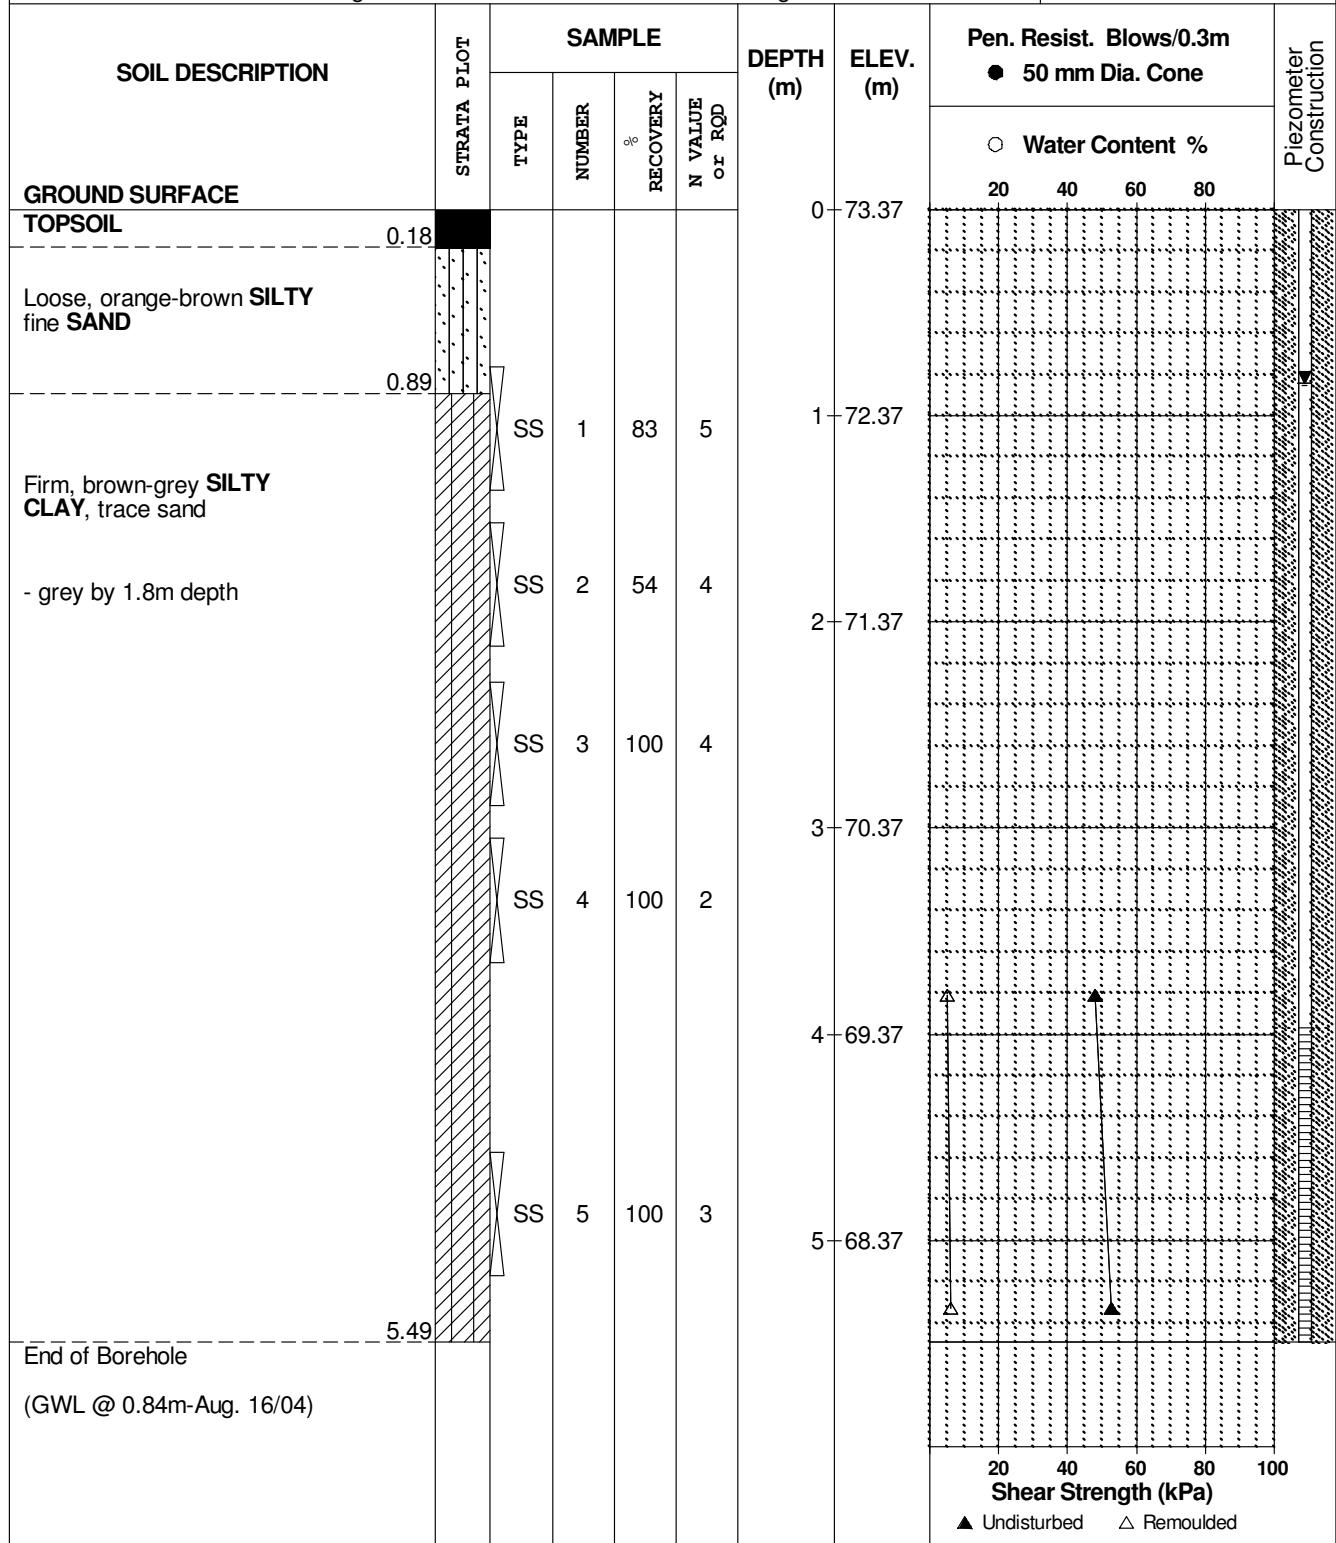 SOIL DESCRIPTION
STRATA PLOT
SAMPLE
TYPE
NUMBER
% RECOVERY
N VALUE or RQD
DEPTH (m)
ELEV. (m)
Pen. Resist. Blows/0.3m
● 50 mm Dia. Cone
○ Water Content %
20 40 60 80
Piezometer Construction
GROUND SURFACE
0 73.37
TOPSOIL
0.18
Loose, orange-brown SILTY
fine SAND
0.89
1 72.37
SS 1 83 5
Firm, brown-grey SILTY
CLAY, trace sand
- grey by 1.8m depth
SS 2 54 4
2 71.37
SS 3 100 4
3 70.37
SS 4 100 2
4 69.37
SS 5 100 3
5 68.37
5.49
End of Borehole
(GWL @ 0.84m-Aug. 16/04)
20 40 60 80 100
Shear Strength (kPa)
▲ Undisturbed △ Remoulded